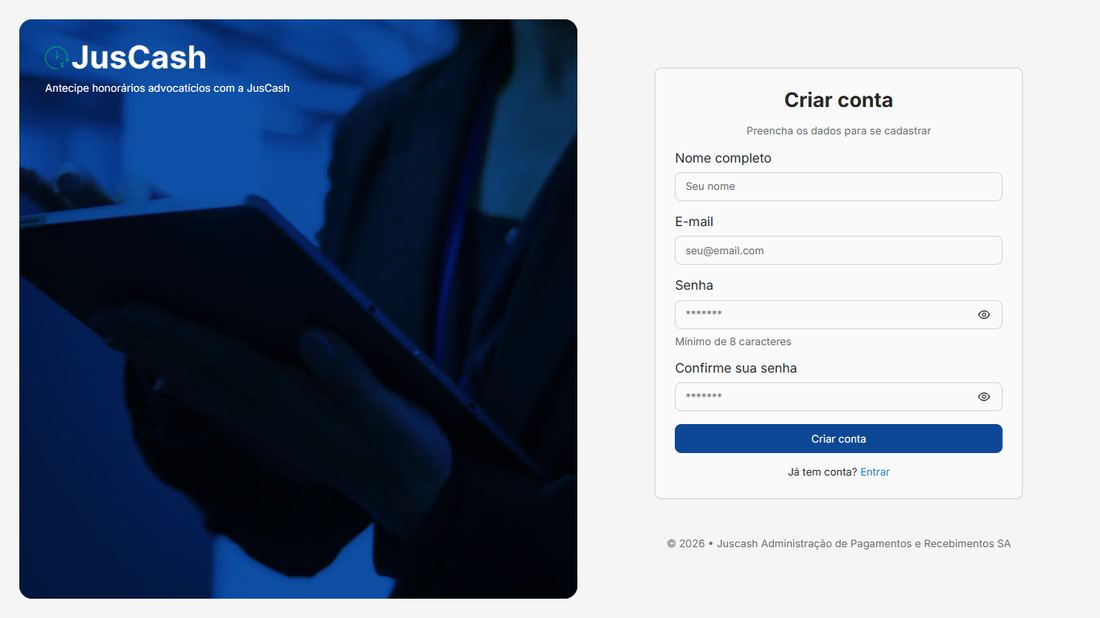 JusCash
Antecipe honorários advocatícios com a JusCash
Criar conta
Preencha os dados para se cadastrar
Nome completo
Seu nome
E-mail
seu@email.com
Senha
*******
Mínimo de 8 caracteres
Confirme sua senha
*******
Criar conta
Já tem conta? Entrar
© 2026 • Juscash Administração de Pagamentos e Recebimentos SA